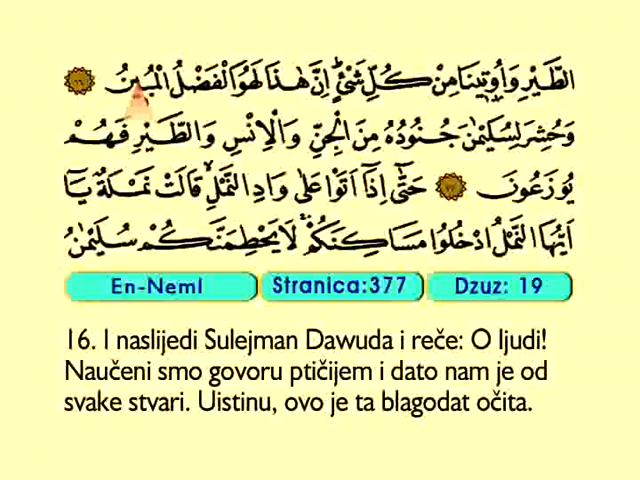 الطَّيْرِ وَأُوتِينَا مِنْ كُلِّ شَيْءٍ إِنَّ هَٰذَا لَهُوَ الْفَضْلُ الْمُبِينُ ١٦
وَحُشِرَ لِسُلَيْمَٰنَ جُنُودُهُ مِنَ الْجِنِّ وَالْإِنْسِ وَالطَّيْرِ فَهُمْ
يُوزَعُونَ ١٧ حَتَّىٰ إِذَا أَتَوْا عَلَىٰ وَادِ النَّمْلِ قَالَتْ نَمْلَةٌ يَا
أَيُّهَا النَّمْلُ ادْخُلُوا مَسَاكِنَكُمْ لَا يَحْطِمَنَّكُمْ سُلَيْمَٰنُ
En-Neml Stranica:377 Dzuz: 19
16. I naslijedi Sulejman Dawuda i reče: O ljudi!
Naučeni smo govoru ptičijem i dato nam je od
svake stvari. Uistinu, ovo je ta blagodat očita.